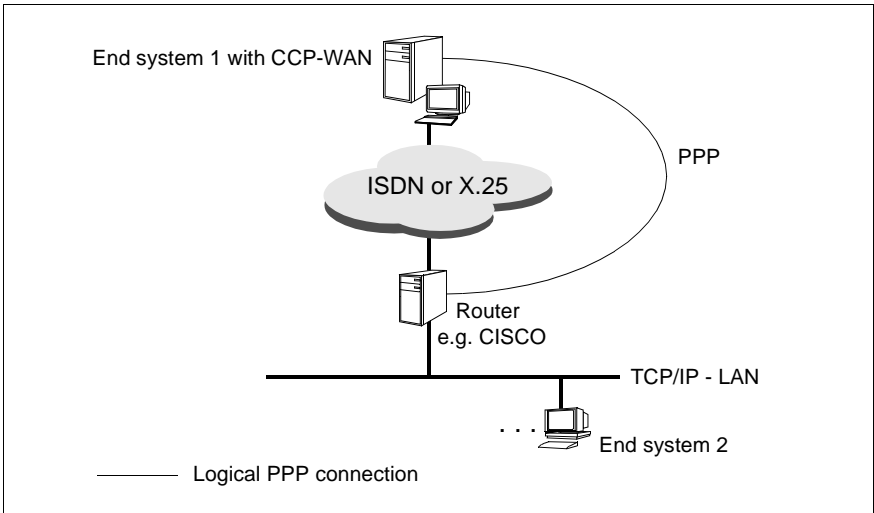 End system 1 with CCP-WAN
PPP
ISDN or X.25
Router
e.g. CISCO
TCP/IP - LAN
. . .
End system 2
Logical PPP connection